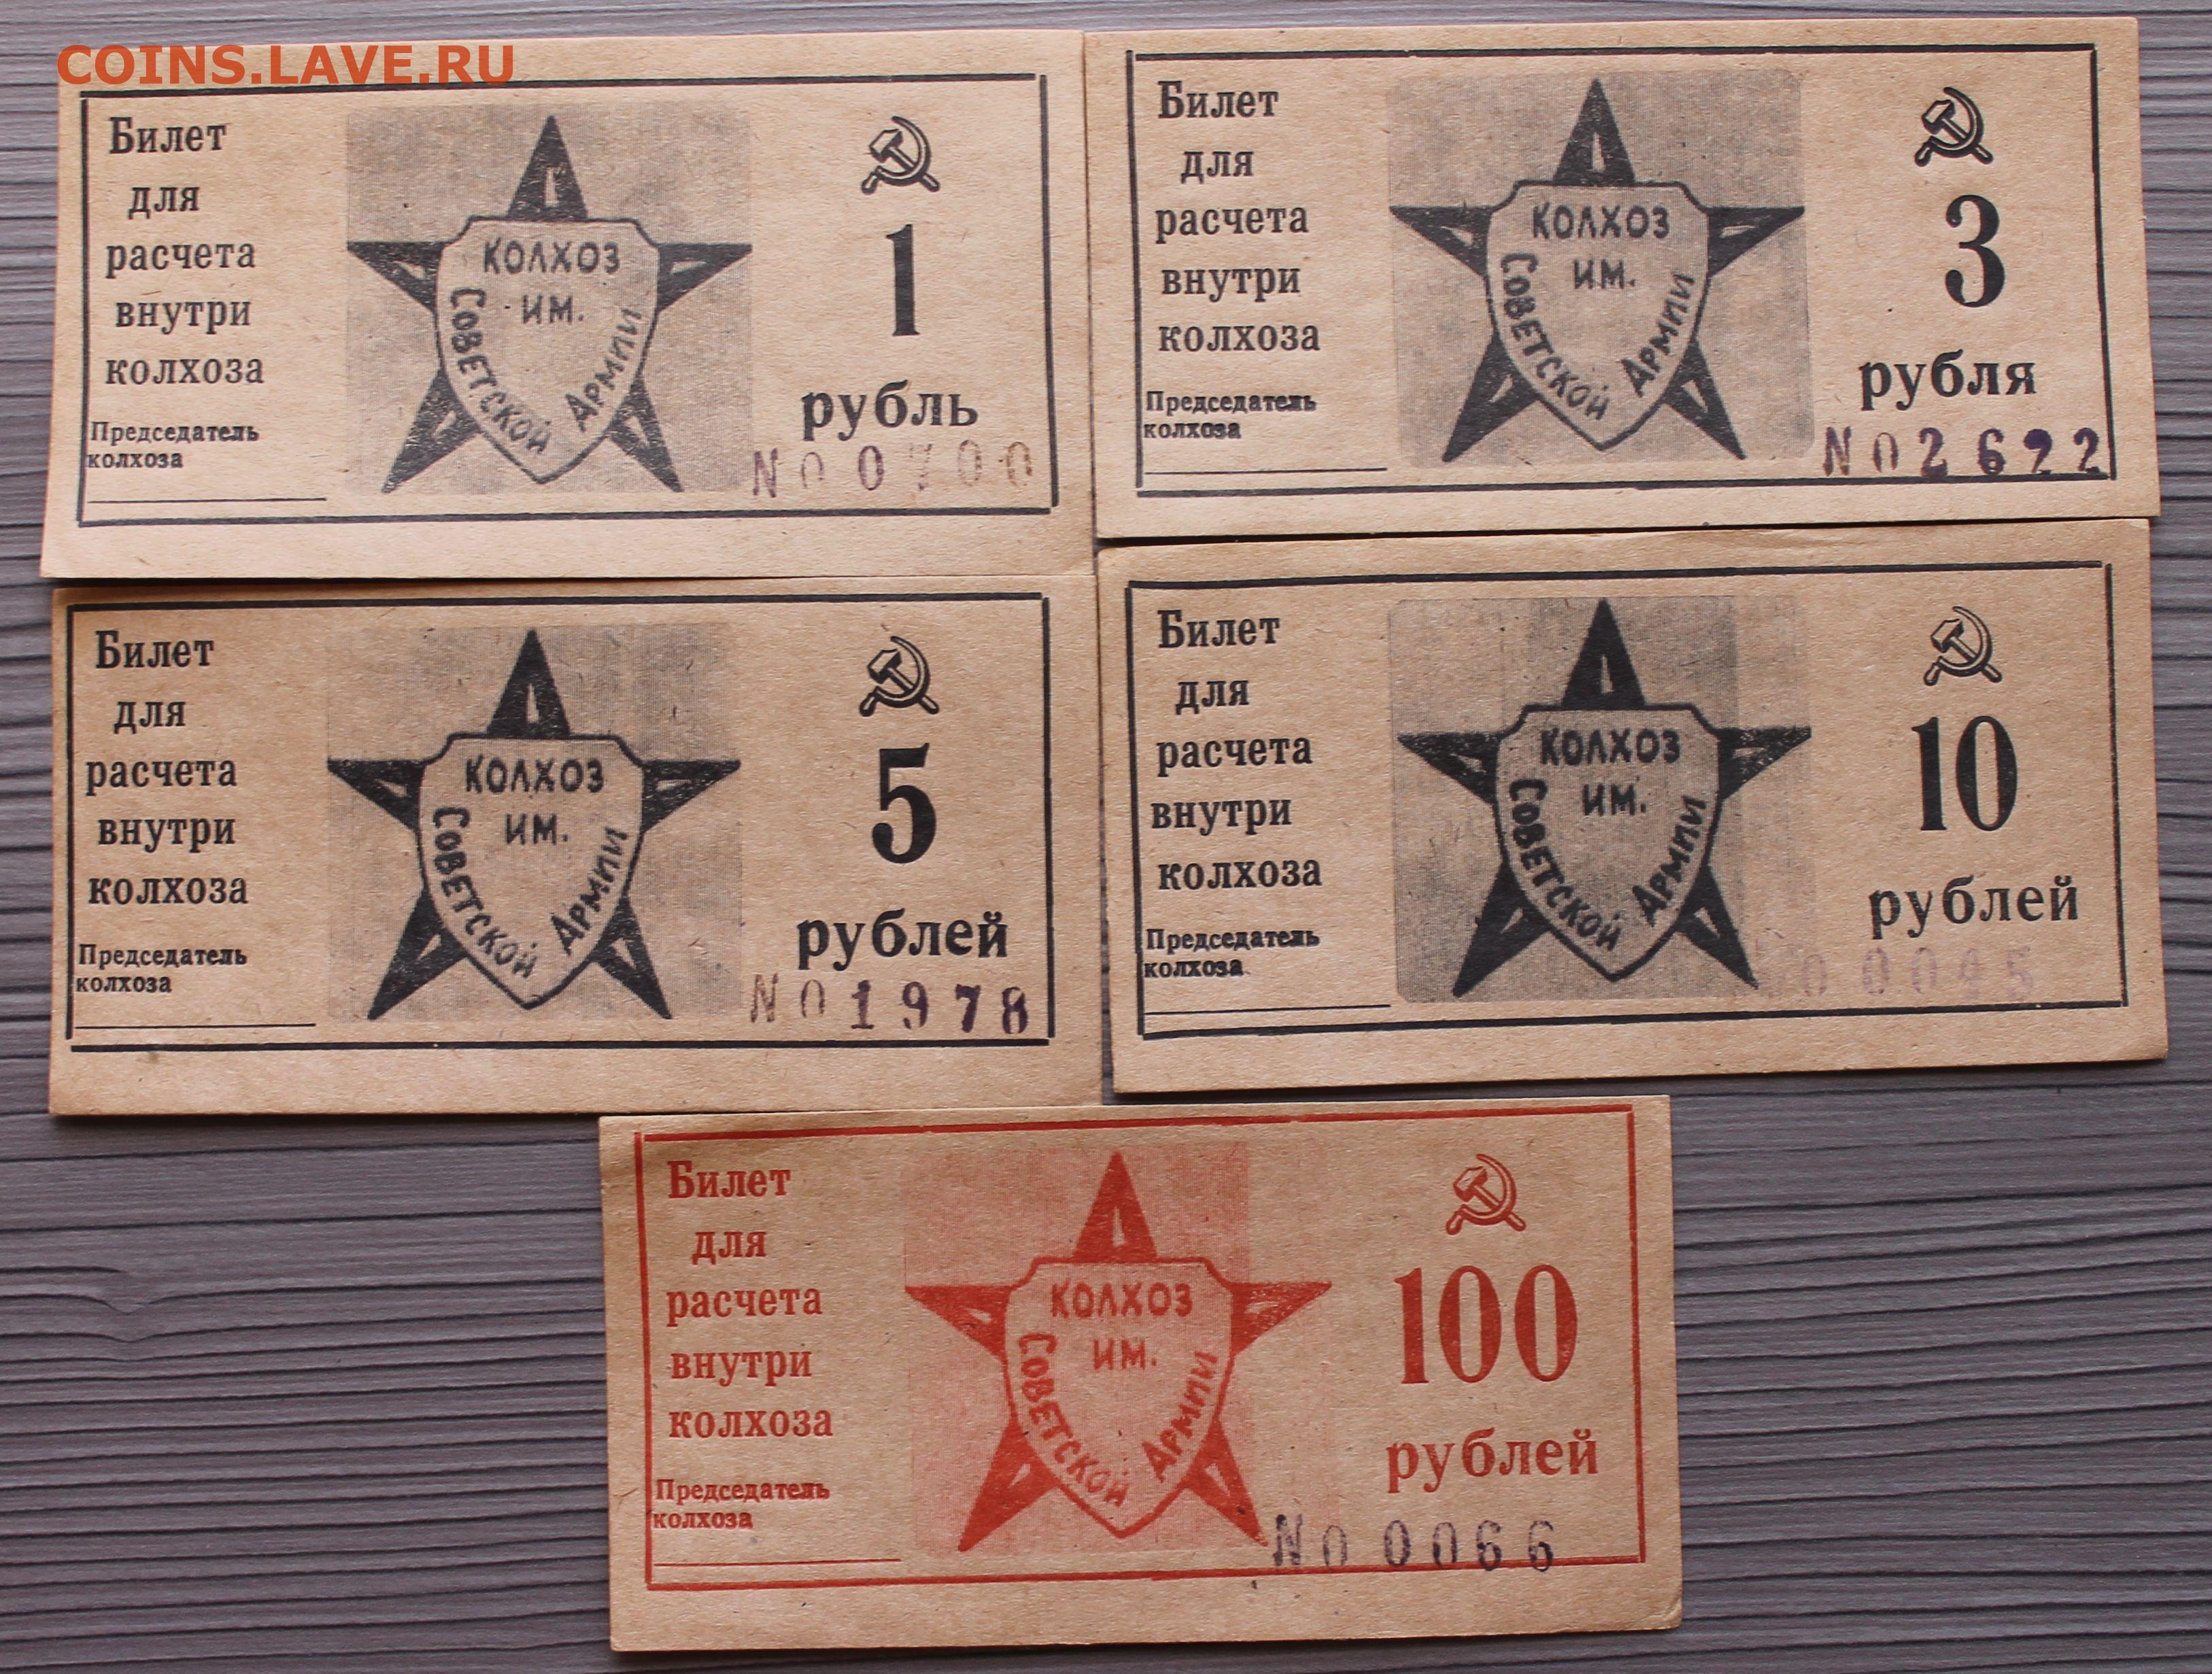 COINS.LAVE.RU
Билет
для
расчета
внутри
колхоза
Председатель
колхоза
КОЛХОЗ
ИМ.
СОВЕТСКОЙ АРМИИ
1
рубль
NO 0700
Билет
для
расчета
внутри
колхоза
Председатель
колхоза
КОЛХОЗ
ИМ.
СОВЕТСКОЙ АРМИИ
3
рубля
NO 2622
Билет
для
расчета
внутри
колхоза
Председатель
колхоза
КОЛХОЗ
ИМ.
СОВЕТСКОЙ АРМИИ
5
рублей
NO 1978
Билет
для
расчета
внутри
колхоза
Председатель
колхоза
КОЛХОЗ
ИМ.
СОВЕТСКОЙ АРМИИ
10
рублей
Билет
для
расчета
внутри
колхоза
Председатель
колхоза
КОЛХОЗ
ИМ.
СОВЕТСКОЙ АРМИИ
100
рублей
NO 0066